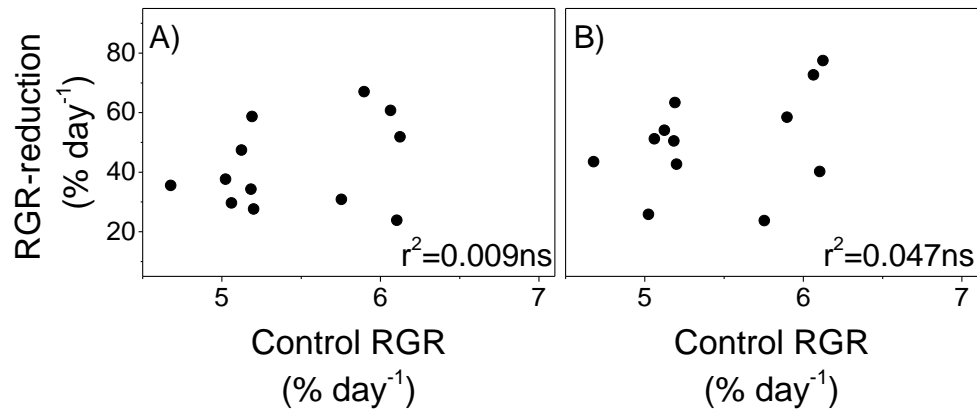 A)
B)
RGR-reduction
(% day⁻¹)
80
60
40
20
r²=0.009ns
r²=0.047ns
5
6
7
5
6
7
Control RGR
(% day⁻¹)
Control RGR
(% day⁻¹)